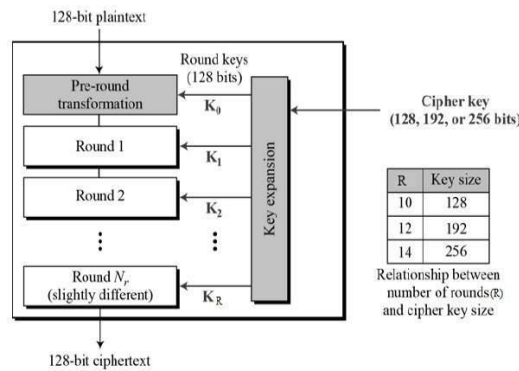 128-bit plaintext
Round keys
(128 bits)
Pre-round
transformation
K0
Cipher key
(128, 192, or 256 bits)
Round 1
K1
Round 2
K2
Key expansion
Round Nr
(slightly different)
KR
128-bit ciphertext
R Key size
10 128
12 192
14 256
Relationship between
number of rounds(R)
and cipher key size